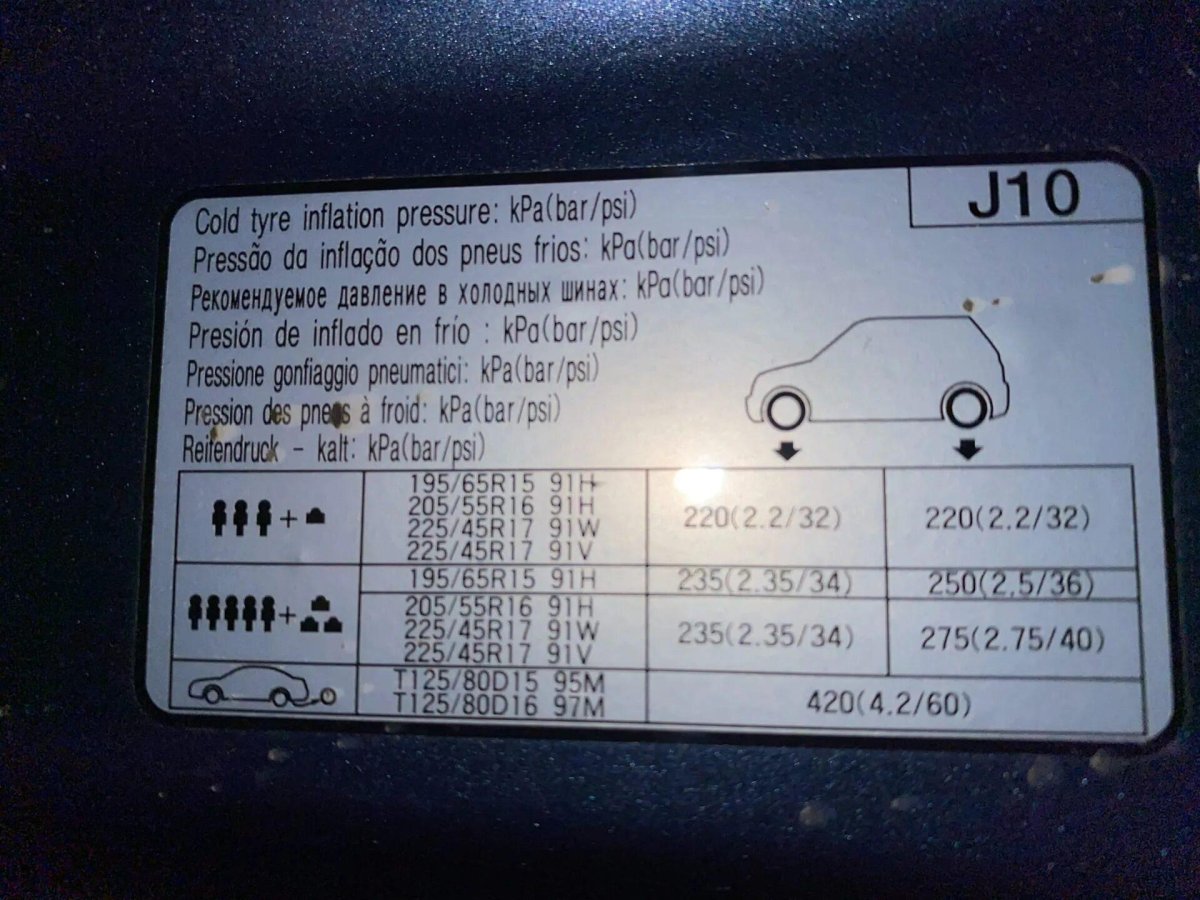 J10
Cold tyre inflation pressure: kPa(bar/psi)
Pressão da inflação dos pneus frios: kPa(bar/psi)
Рекомендуемое давление в холодных шинах: kPa(bar/psi)
Presión de inflado en frío : kPa(bar/psi)
Pressione gonfiaggio pneumatici: kPa(bar/psi)
Pression des pneus à froid: kPa(bar/psi)
Reifendruck - kalt: kPa(bar/psi)
195/65R15 91H
205/55R16 91H
225/45R17 91W
225/45R17 91V
220(2.2/32) 220(2.2/32)
195/65R15 91H 235(2.35/34) 250(2.5/36)
205/55R16 91H
225/45R17 91W
225/45R17 91V
235(2.35/34) 275(2.75/40)
T125/80D15 95M
T125/80D16 97M
420(4.2/60)